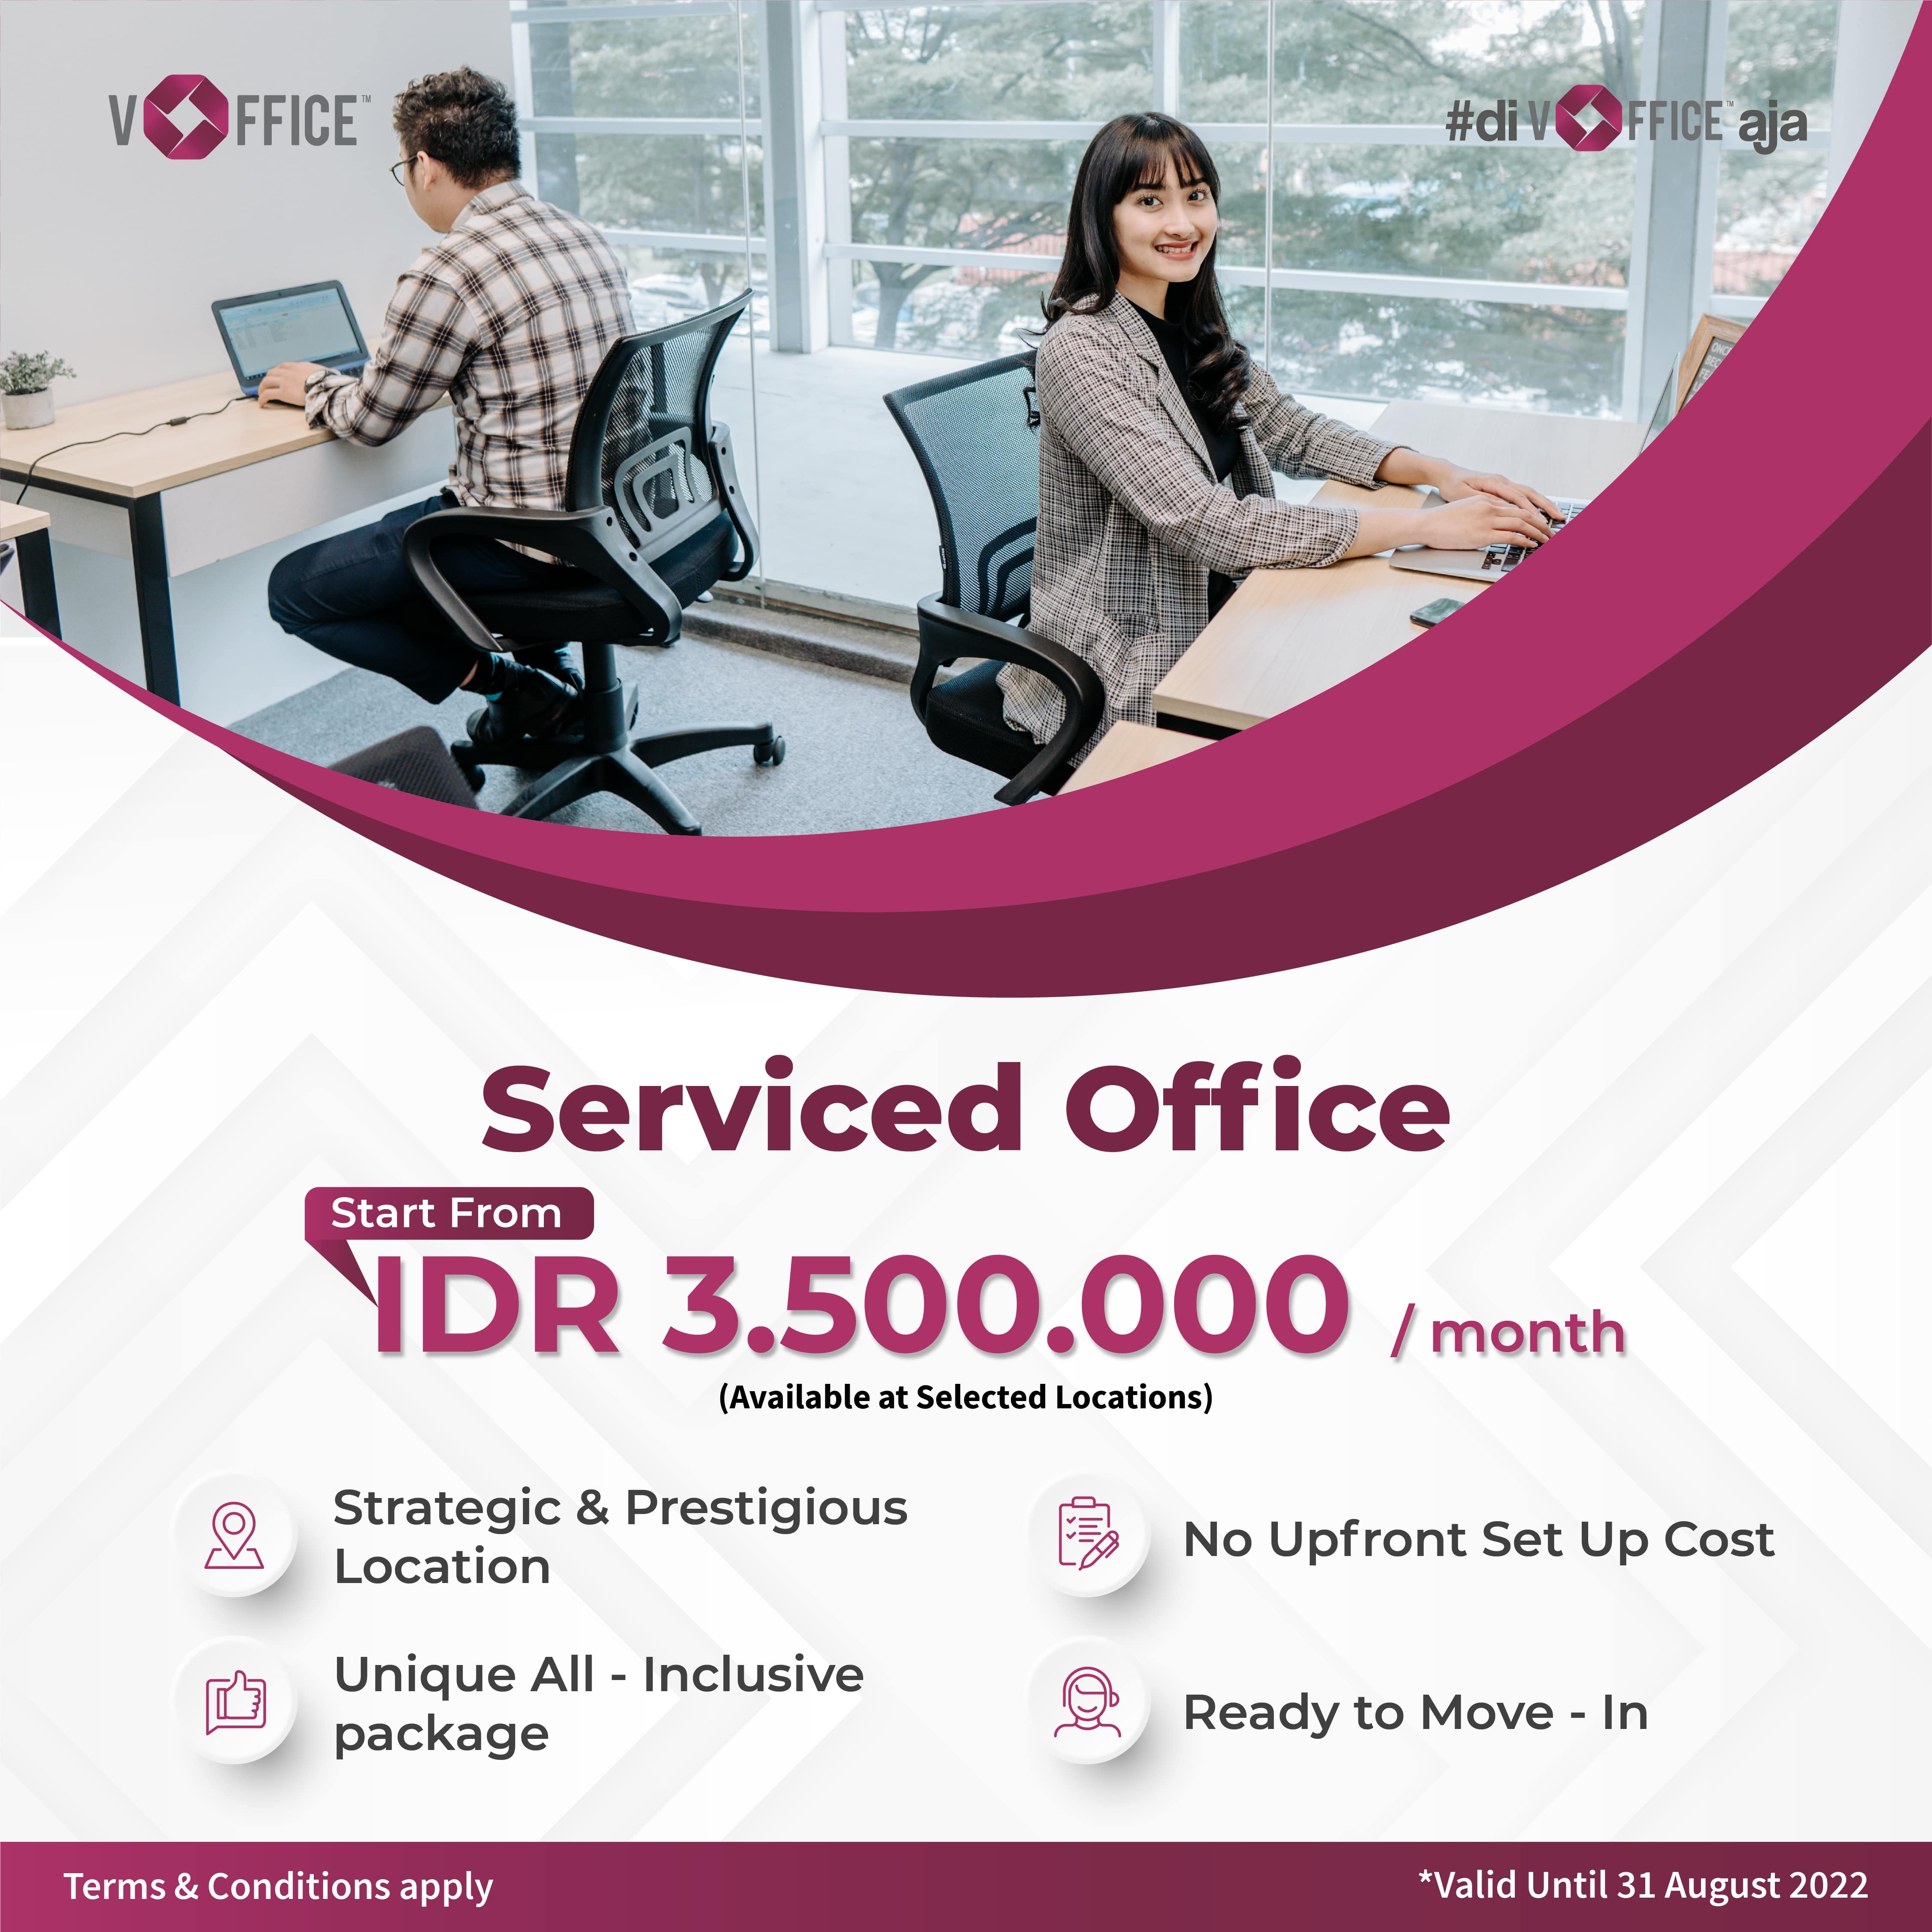 VOFFICE™
#di VOFFICE™ aja
Serviced Office
Start From
IDR 3.500.000 / month
(Available at Selected Locations)
Strategic & Prestigious
Location
No Upfront Set Up Cost
Unique All - Inclusive
package
Ready to Move - In
Terms & Conditions apply
*Valid Until 31 August 2022